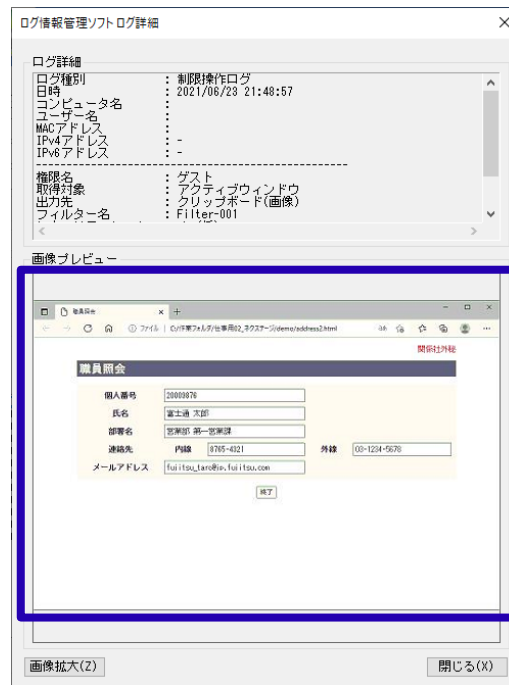 ログ情報管理ソフト ログ詳細
ログ詳細
ログ種別 : 制限操作ログ
日時 : 2021/06/23 21:48:57
コンピュータ名 :
ユーザー名 :
MACアドレス :
IPv4アドレス : -
IPv6アドレス : -
権限名 : ゲスト
取得対象 : アクティブウィンドウ
出力先 : クリップボード(画像)
フィルター名 : Filter-001
画像プレビュー
職員照会
関係社外秘
職員照会
個人番号 20009876
氏名 富士通 太郎
部署名 営業部 第一営業課
連絡先 内線 8765-4321 外線 03-1234-5678
メールアドレス
終了
画像拡大(Z) 閉じる(X)